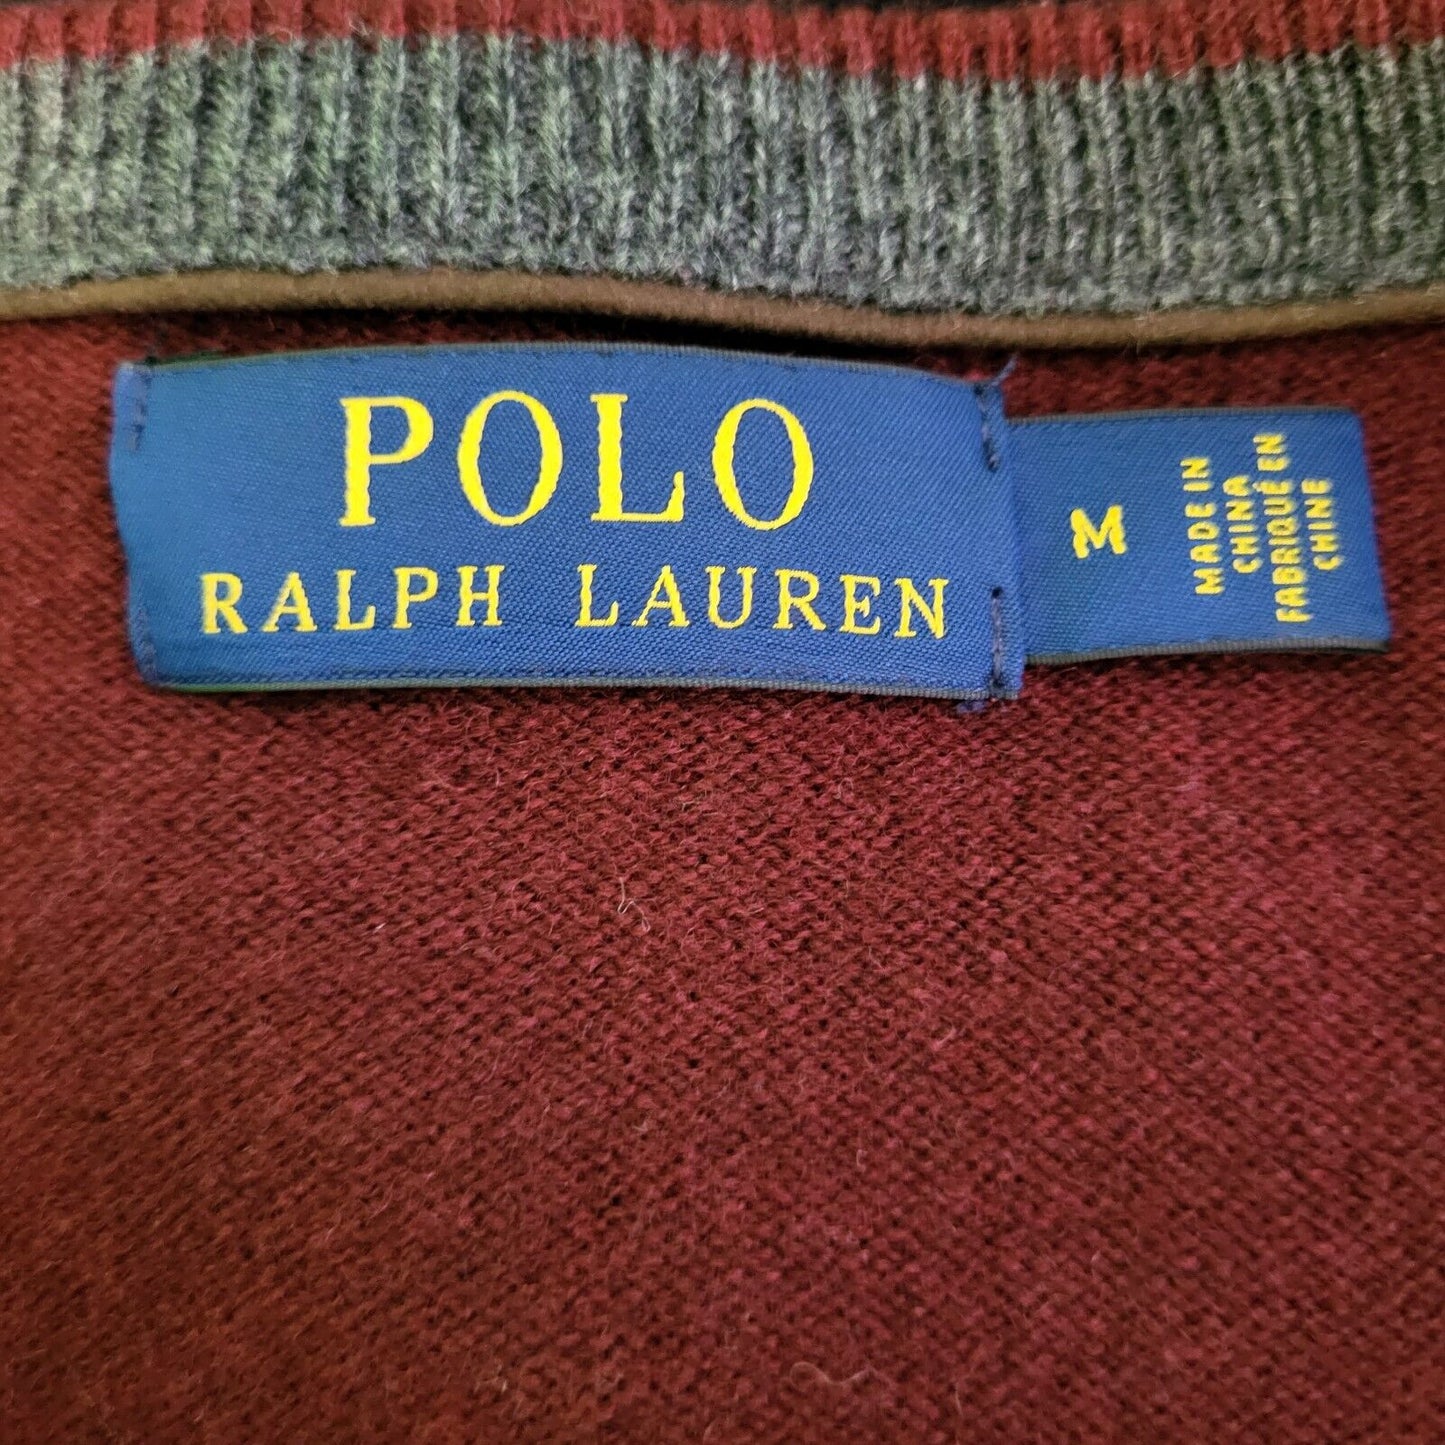 POLO
RALPH LAUREN
M
MADE IN
CHINA
FABRIQUÉ EN
CHINE